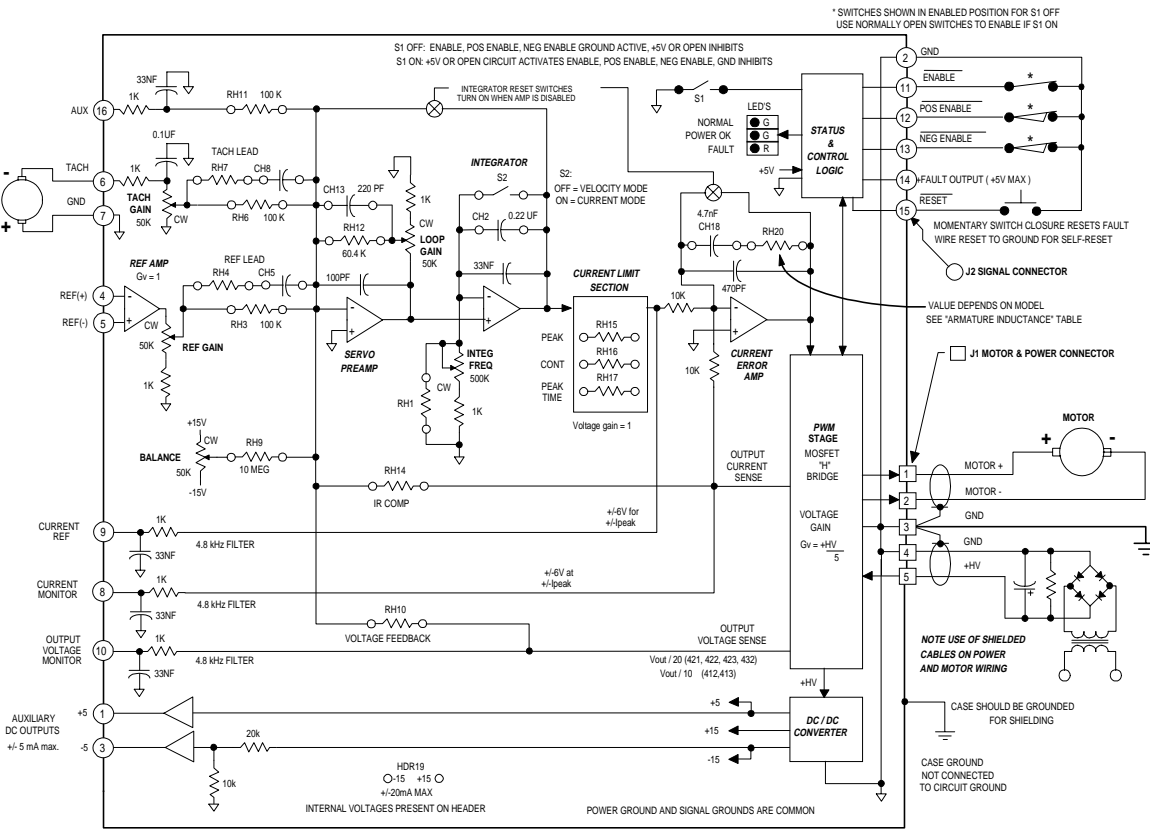 * SWITCHES SHOWN IN ENABLED POSITION FOR S1 OFF
USE NORMALLY OPEN SWITCHES TO ENABLE IF S1 ON
S1 OFF: ENABLE, POS ENABLE, NEG ENABLE GROUND ACTIVE, +5V OR OPEN INHIBITS
S1 ON: +5V OR OPEN CIRCUIT ACTIVATES ENABLE, POS ENABLE, NEG ENABLE, GND INHIBITS
2
GND
33NF
1K
RH11
100 K
AUX
16
INTEGRATOR RESET SWITCHES
TURN ON WHEN AMP IS DISABLED
S1
LED'S
NORMAL
G
POWER OK
G
FAULT
R
+5V
STATUS
&
CONTROL
LOGIC
11
ENABLE
*
12
POS ENABLE
*
13
NEG ENABLE
14
+FAULT OUTPUT ( +5V MAX )
RESET
15
MOMENTARY SWITCH CLOSURE RESETS FAULT
WIRE RESET TO GROUND FOR SELF-RESET
J2 SIGNAL CONNECTOR
0.1UF
TACH
1K
6
-
+
GND
7
TACH
GAIN
50K
CW
TACH LEAD
RH7
CH8
RH6
100 K
CH13
220 PF
RH12
60.4 K
1K
CW
LOOP
GAIN
50K
INTEGRATOR
S2
S2:
OFF = VELOCITY MODE
ON = CURRENT MODE
CH2
0.22 UF
33NF
4.7nF
CH18
RH20
470PF
VALUE DEPENDS ON MODEL
SEE "ARMATURE INDUCTANCE" TABLE
REF AMP
Gv = 1
REF(+)
4
-
REF(-)
5
+
CW
50K
REF GAIN
1K
REF LEAD
RH4
CH5
RH3
100 K
100PF
-
+
SERVO
PREAMP
-
+
INTEG
FREQ
500K
CW
RH1
1K
CURRENT LIMIT
SECTION
PEAK
RH15
CONT
RH16
PEAK
TIME
RH17
Voltage gain = 1
10K
-
+
10K
CURRENT
ERROR
AMP
J1 MOTOR & POWER CONNECTOR
+15V
CW
BALANCE
50K
-15V
RH9
10 MEG
RH14
IR COMP
OUTPUT
CURRENT
SENSE
PWM
STAGE
MOSFET
"H"
BRIDGE
VOLTAGE
GAIN
Gv = +HV
5
MOTOR
+
-
1
MOTOR +
2
MOTOR -
3
GND
4
GND
5
+HV
+
CURRENT
REF
9
1K
33NF
4.8 kHz FILTER
+/-6V for
+/-Ipeak
CURRENT
MONITOR
8
1K
33NF
4.8 kHz FILTER
+/-6V at
+/-Ipeak
RH10
VOLTAGE FEEDBACK
OUTPUT
VOLTAGE
MONITOR
10
1K
33NF
4.8 kHz FILTER
OUTPUT
VOLTAGE SENSE
Vout / 20 (421, 422, 423, 432)
Vout / 10 (412,413)
NOTE USE OF SHIELDED
CABLES ON POWER
AND MOTOR WIRING
+HV
AUXILIARY
DC OUTPUTS
+/- 5 mA max.
+5
1
-5
3
20k
10k
+5
+15
-15
DC / DC
CONVERTER
CASE SHOULD BE GROUNDED
FOR SHIELDING
CASE GROUND
NOT CONNECTED
TO CIRCUIT GROUND
HDR19
-15 +15
+/-20mA MAX
INTERNAL VOLTAGES PRESENT ON HEADER
POWER GROUND AND SIGNAL GROUNDS ARE COMMON